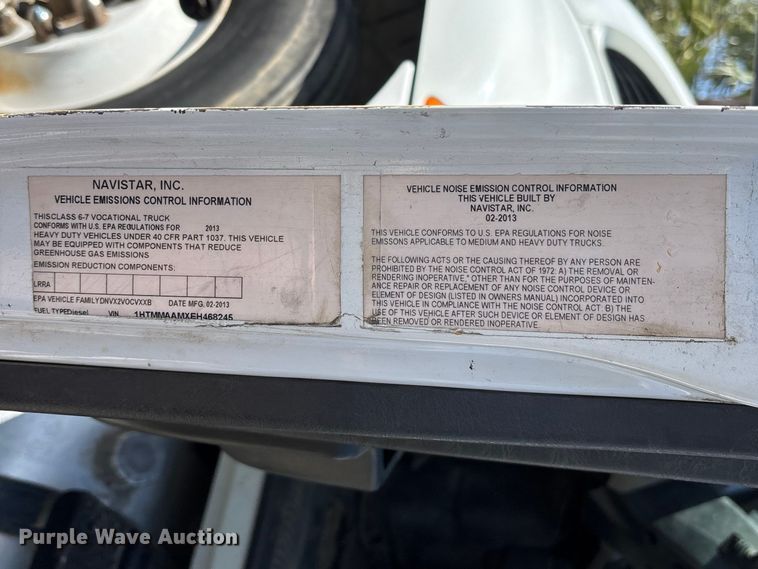 NAVISTAR, INC.
VEHICLE EMISSIONS CONTROL INFORMATION
THISCLASS 6-7 VOCATIONAL TRUCK
CONFORMS WITH U.S. EPA REGULATIONS FOR 2013
HEAVY DUTY VEHICLES UNDER 40 CFR PART 1037. THIS VEHICLE
MAY BE EQUIPPED WITH COMPONENTS THAT REDUCE
GREENHOUSE GAS EMISSIONS
EMISSION REDUCTION COMPONENTS:
LRRA
EPA VEHICLE FAMILYDNVX2VOCVXXB DATE MFG. 02-2013
FUEL TYPEDiesel VIN 1HTMMAAMXEH468245
VEHICLE NOISE EMISSION CONTROL INFORMATION
THIS VEHICLE BUILT BY
NAVISTAR, INC.
02-2013
THIS VEHICLE CONFORMS TO U.S. EPA REGULATIONS FOR NOISE
EMISSONS APPLICABLE TO MEDIUM AND HEAVY DUTY TRUCKS.
THE FOLLOWING ACTS OR THE CAUSING THEREOF BY ANY PERSON ARE
PROHIBITED BY THE NOISE CONTROL ACT OF 1972: A) THE REMOVAL OR
RENDERING INOPERATIVE," OTHER THAN FOR THE PURPOSES OF MAINTEN-
ANCE REPAIR OR REPLACEMENT OF ANY NOISE CONTROL DEVICE OR
ELEMENT OF DESIGN (LISTED IN OWNERS MANUAL) INCORPORATED INTO
THIS VEHICLE IN COMPLIANCE WITH THE NOISE CONTROL ACT: B) THE
USE OF THIS VEHICLE AFTER SUCH DEVICE OR ELEMENT OF DESIGN HAS
BEEN REMOVED OR RENDERED INOPERATIVE.
Purple Wave Auction